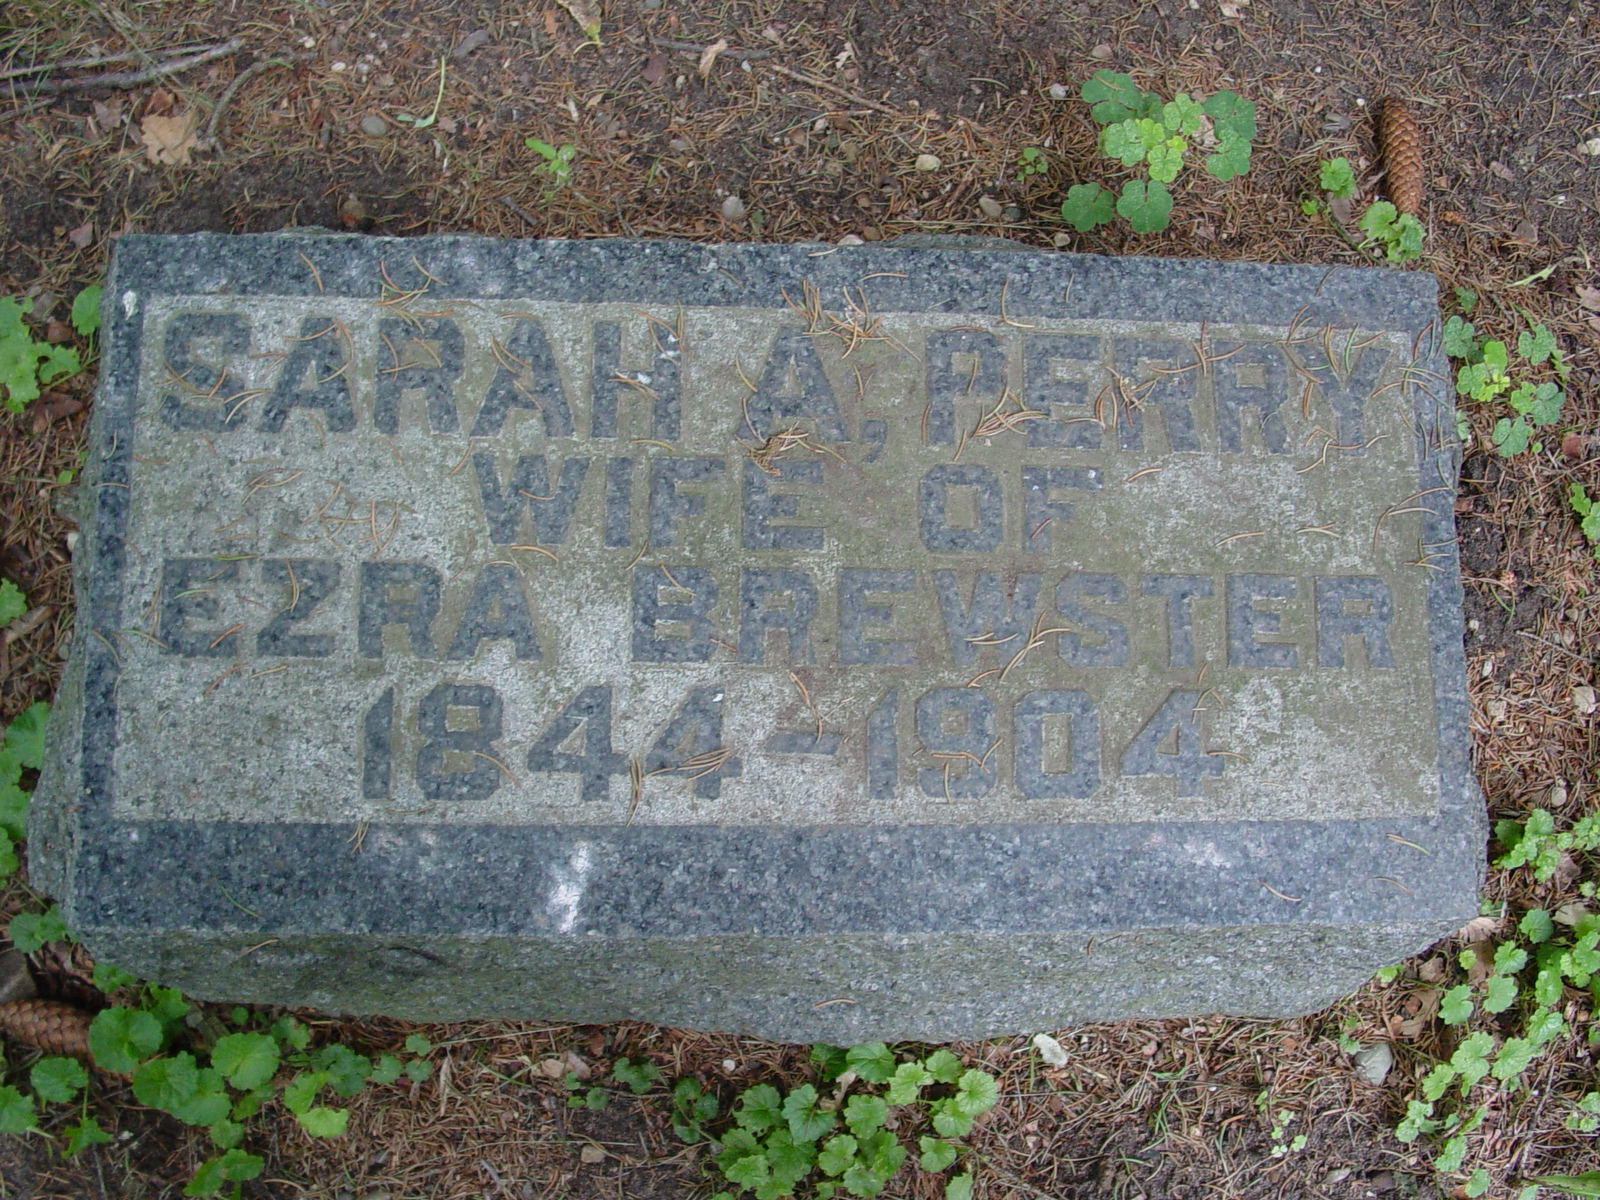 SARAH A, PERRY
WIFE OF
EZRA BREWSTER
1844-1904